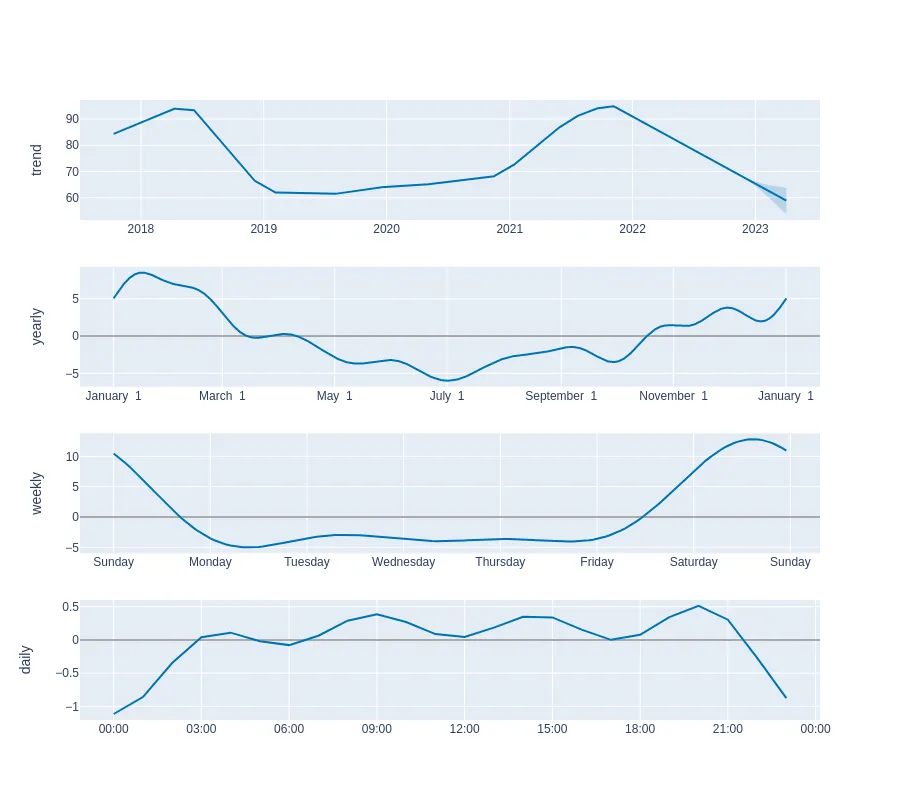 trend
90
80
70
60
2018 2019 2020 2021 2022 2023
yearly
5
0
−5
January 1 March 1 May 1 July 1 September 1 November 1 January 1
weekly
10
5
0
−5
Sunday Monday Tuesday Wednesday Thursday Friday Saturday Sunday
daily
0.5
0
−0.5
−1
00:00 03:00 06:00 09:00 12:00 15:00 18:00 21:00 00:00